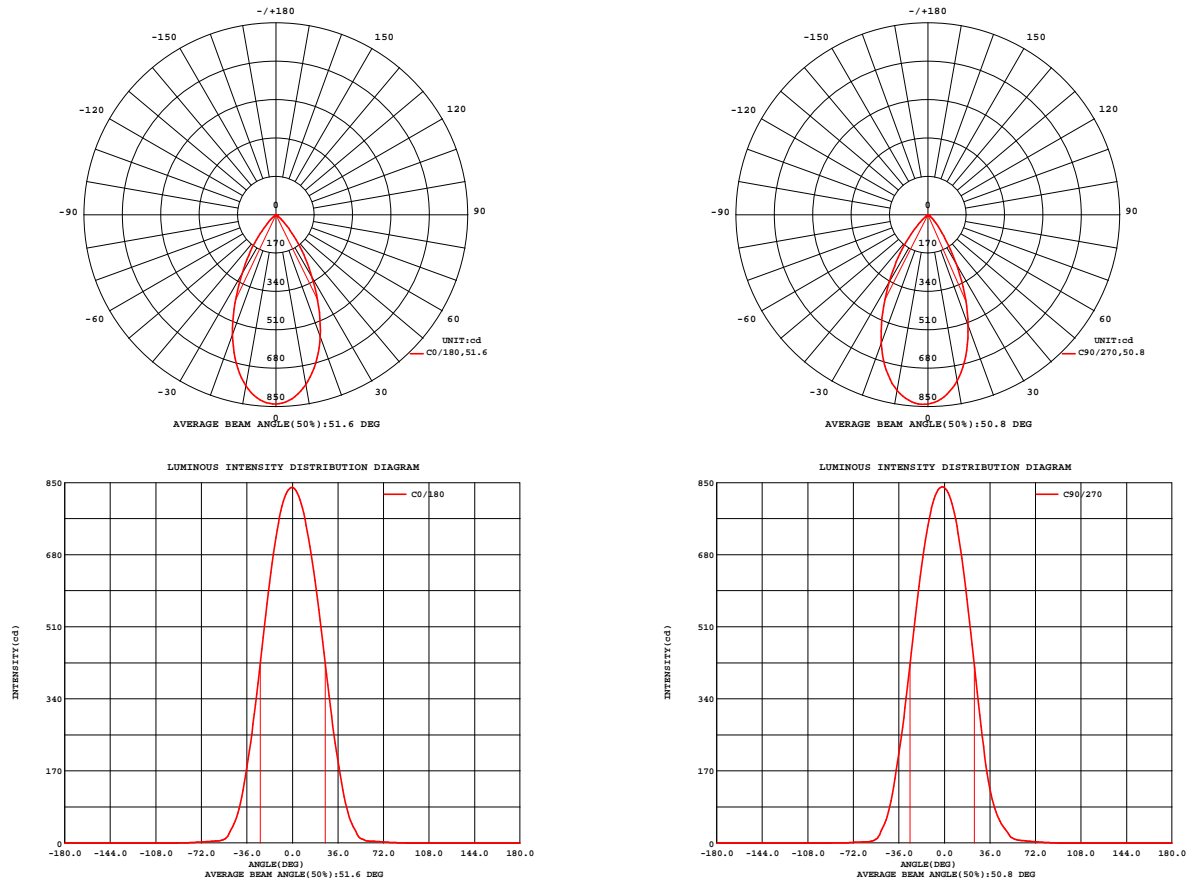 -/+180
-150
150
-120
120
-90
90
-60
60
-30
30
0
0
170
340
510
680
850
UNIT:cd
C0/180,51.6
AVERAGE BEAM ANGLE(50%):51.6 DEG
-/+180
-150
150
-120
120
-90
90
-60
60
-30
30
0
0
170
340
510
680
850
UNIT:cd
C90/270,50.8
AVERAGE BEAM ANGLE(50%):50.8 DEG
LUMINOUS INTENSITY DISTRIBUTION DIAGRAM
C0/180
INTENSITY(cd)
850
680
510
340
170
0
-180.0 -144.0 -108.0 -72.0 -36.0 0.0 36.0 72.0 108.0 144.0 180.0
ANGLE(DEG)
AVERAGE BEAM ANGLE(50%):51.6 DEG
LUMINOUS INTENSITY DISTRIBUTION DIAGRAM
C90/270
INTENSITY(cd)
850
680
510
340
170
0
-180.0 -144.0 -108.0 -72.0 -36.0 0.0 36.0 72.0 108.0 144.0 180.0
ANGLE(DEG)
AVERAGE BEAM ANGLE(50%):50.8 DEG